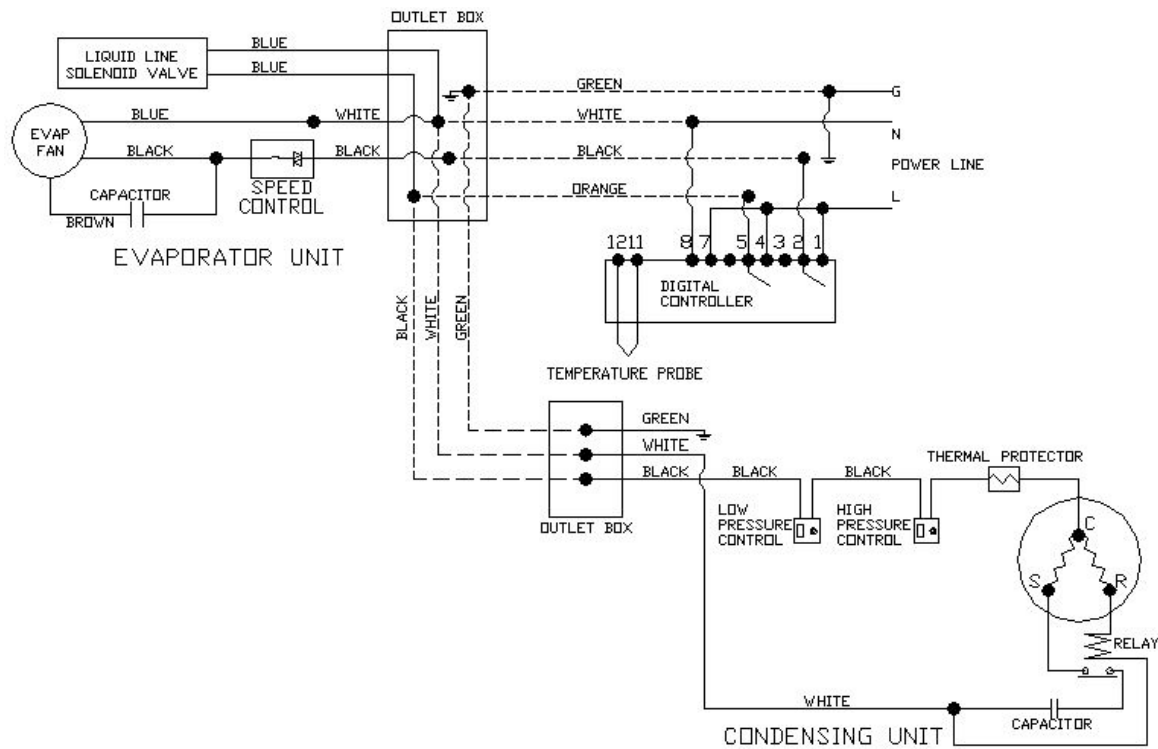 OUTLET BOX
BLUE
LIQUID LINE
SOLENOID VALVE
BLUE
GREEN
G
BLUE
WHITE
WHITE
N
EVAP
FAN
BLACK
BLACK
BLACK
POWER LINE
SPEED
CONTROL
CAPACITOR
ORANGE
L
BROWN
EVAPORATOR UNIT
12 11 8 7 5 4 3 2 1
DIGITAL
CONTROLLER
BLACK
WHITE
GREEN
TEMPERATURE PROBE
GREEN
WHITE
BLACK
BLACK
BLACK
THERMAL PROTECTOR
OUTLET BOX
LOW
PRESSURE
CONTROL
HIGH
PRESSURE
CONTROL
C
S
R
RELAY
WHITE
CAPACITOR
CONDENSING UNIT